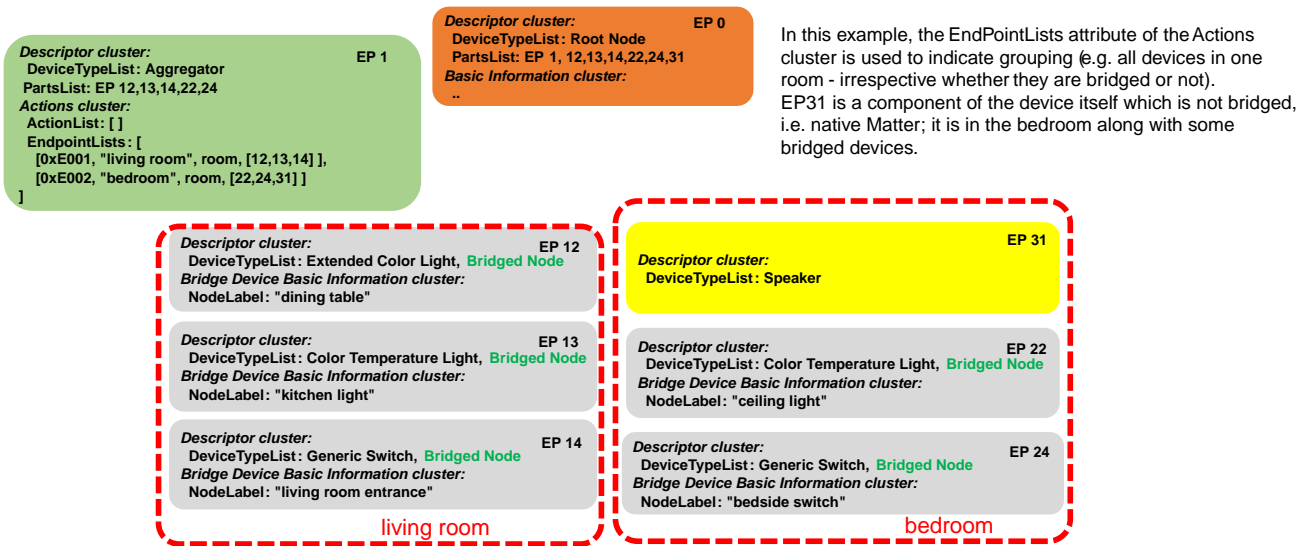 Descriptor cluster: EP 1
DeviceTypeList: Aggregator
PartsList: EP 12,13,14,22,24
Actions cluster:
ActionList: [ ]
EndpointLists: [
[0xE001, "living room", room, [12,13,14] ],
[0xE002, "bedroom", room, [22,24,31] ]
]
Descriptor cluster: EP 0
DeviceTypeList: Root Node
PartsList: EP 1, 12,13,14,22,24,31
Basic Information cluster:
..
In this example, the EndPointLists attribute of the Actions
cluster is used to indicate grouping (e.g. all devices in one
room - irrespective whether they are bridged or not).
EP31 is a component of the device itself which is not bridged,
i.e. native Matter; it is in the bedroom along with some
bridged devices.
Descriptor cluster: EP 12
DeviceTypeList: Extended Color Light, Bridged Node
Bridge Device Basic Information cluster:
NodeLabel: "dining table"
Descriptor cluster: EP 13
DeviceTypeList: Color Temperature Light, Bridged Node
Bridge Device Basic Information cluster:
NodeLabel: "kitchen light"
Descriptor cluster: EP 14
DeviceTypeList: Generic Switch, Bridged Node
Bridge Device Basic Information cluster:
NodeLabel: "living room entrance"
living room
EP 31
Descriptor cluster:
DeviceTypeList: Speaker
Descriptor cluster: EP 22
DeviceTypeList: Color Temperature Light, Bridged Node
Bridge Device Basic Information cluster:
NodeLabel: "ceiling light"
Descriptor cluster: EP 24
DeviceTypeList: Generic Switch, Bridged Node
Bridge Device Basic Information cluster:
NodeLabel: "bedside switch"
bedroom